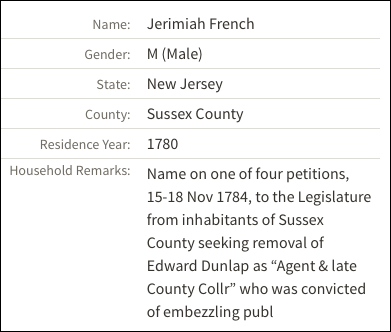 Name: Jerimiah French
Gender: M (Male)
State: New Jersey
County: Sussex County
Residence Year: 1780
Household Remarks: Name on one of four petitions,
15-18 Nov 1784, to the Legislature
from inhabitants of Sussex
County seeking removal of
Edward Dunlap as “Agent & late
County Collr” who was convicted
of embezzling publ